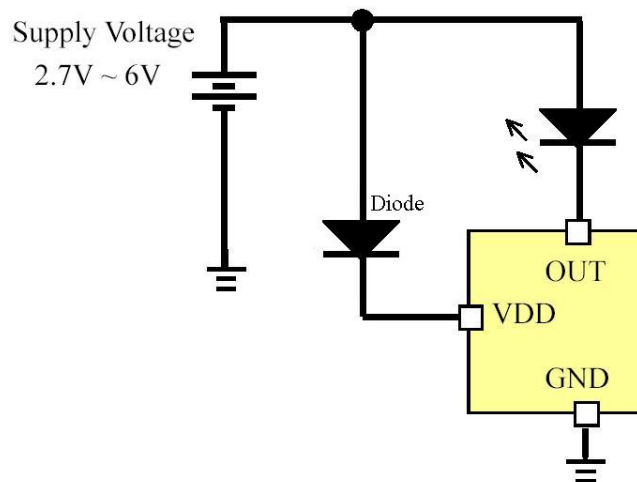 Supply Voltage
2.7V ~ 6V
Diode
OUT
VDD
GND